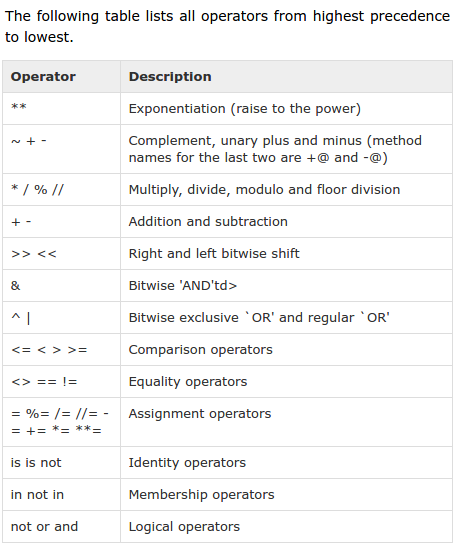 The following table lists all operators from highest precedence
to lowest.
Operator Description
** Exponentiation (raise to the power)
~ + - Complement, unary plus and minus (method
names for the last two are +@ and -@)
* / % // Multiply, divide, modulo and floor division
+ - Addition and subtraction
>> << Right and left bitwise shift
& Bitwise 'AND'td>
^ | Bitwise exclusive `OR' and regular `OR'
<= < > >= Comparison operators
<> == != Equality operators
= %= /= //= - Assignment operators
= += *= **=
is is not Identity operators
in not in Membership operators
not or and Logical operators